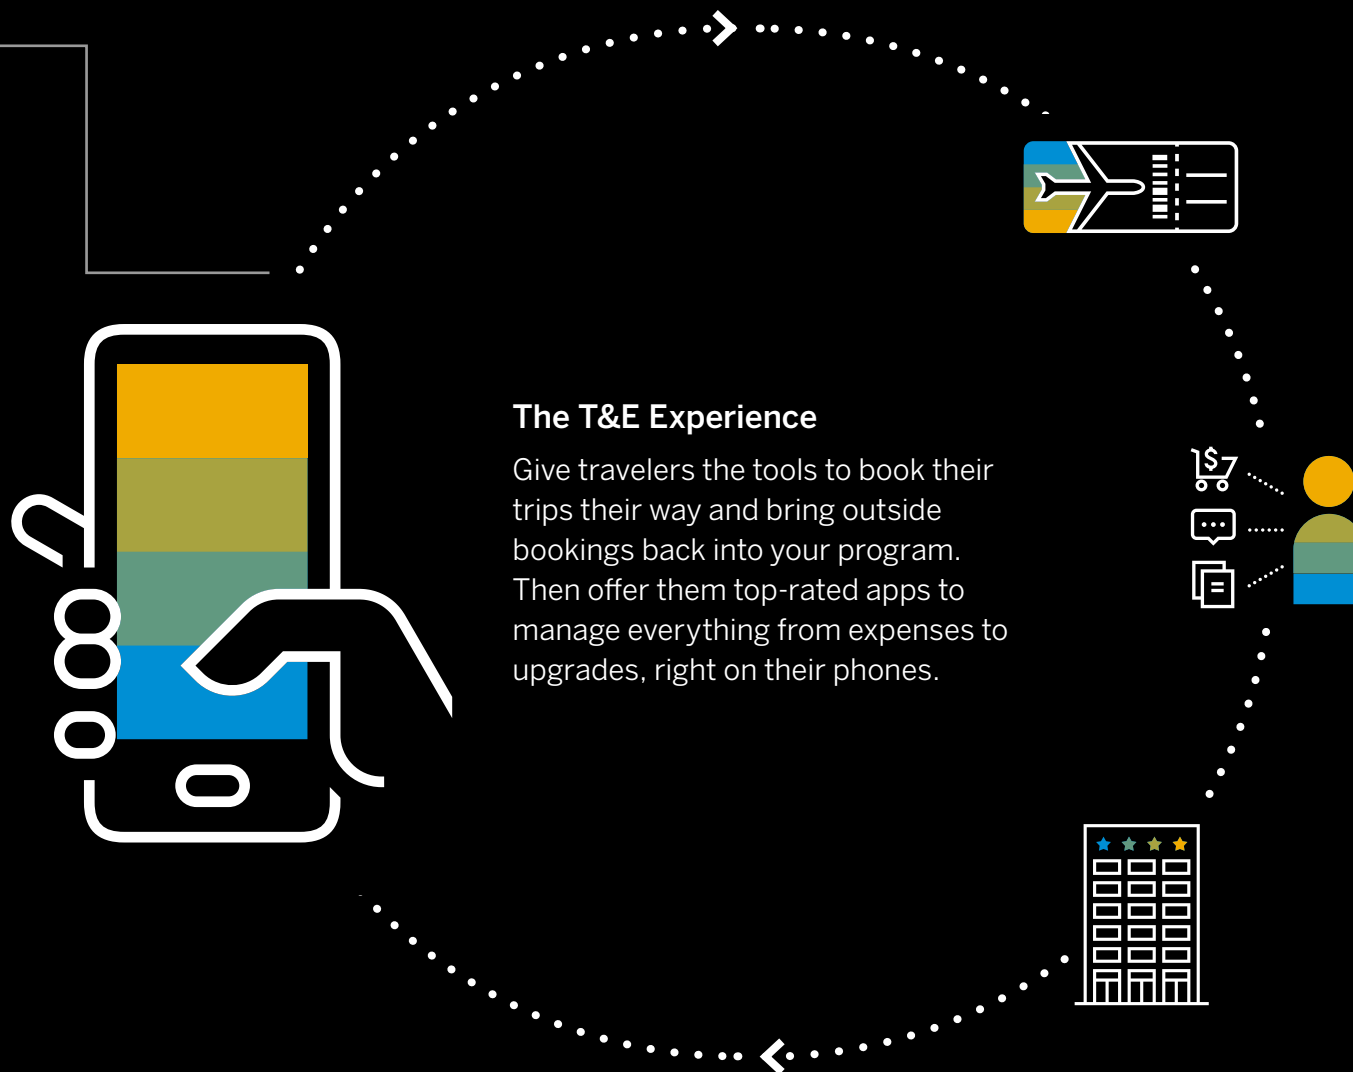 The T&E Experience
Give travelers the tools to book their
trips their way and bring outside
bookings back into your program.
Then offer them top-rated apps to
manage everything from expenses to
upgrades, right on their phones.
$